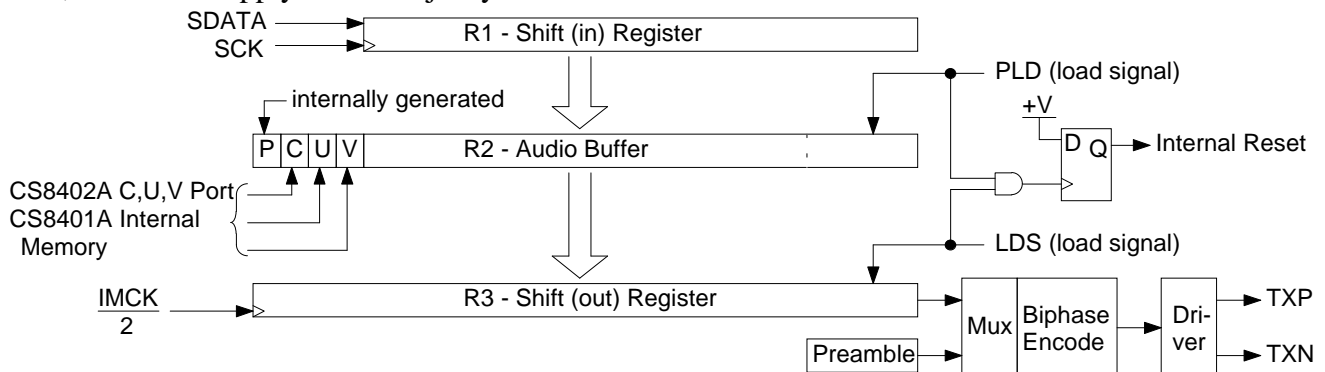 SDATA
SCK
R1 - Shift (in) Register
PLD (load signal)
internally generated
+V
P C U V
R2 - Audio Buffer
D Q
Internal Reset
CS8402A C,U,V Port
CS8401A Internal
Memory
LDS (load signal)
IMCK
2
R3 - Shift (out) Register
Mux
Biphase
Encode
Dri-
ver
TXP
TXN
Preamble